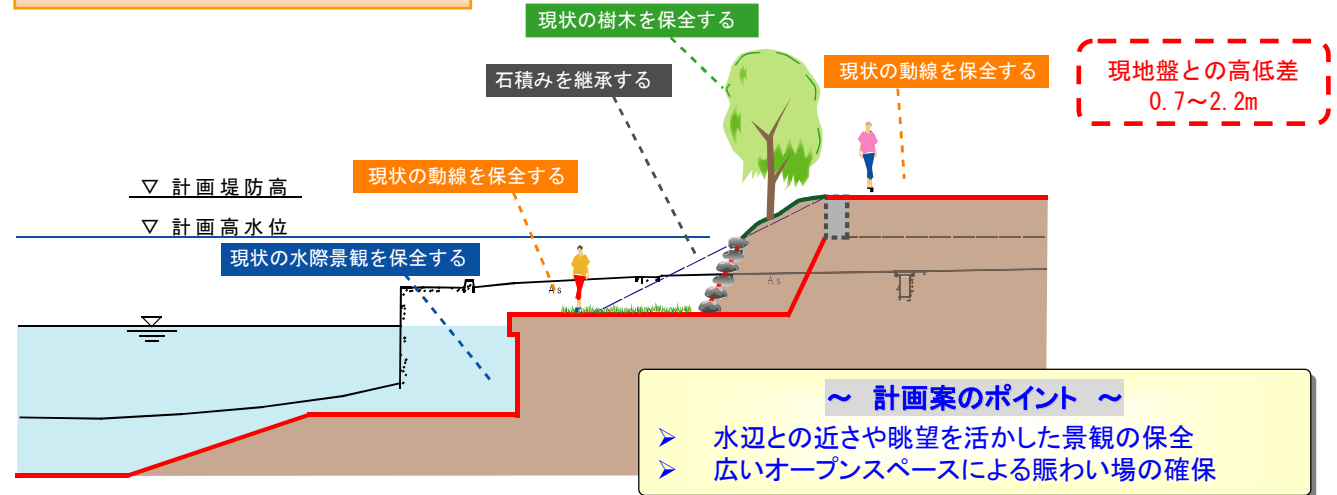 現状の樹木を保全する
石積みを継承する
現状の動線を保全する
現地盤との高低差
0.7～2.2m
▽ 計画堤防高
現状の動線を保全する
▽ 計画高水位
現状の水際景観を保全する
As
As
～ 計画案のポイント ～
➢ 水辺との近さや眺望を活かした景観の保全
➢ 広いオープンスペースによる賑わい場の確保